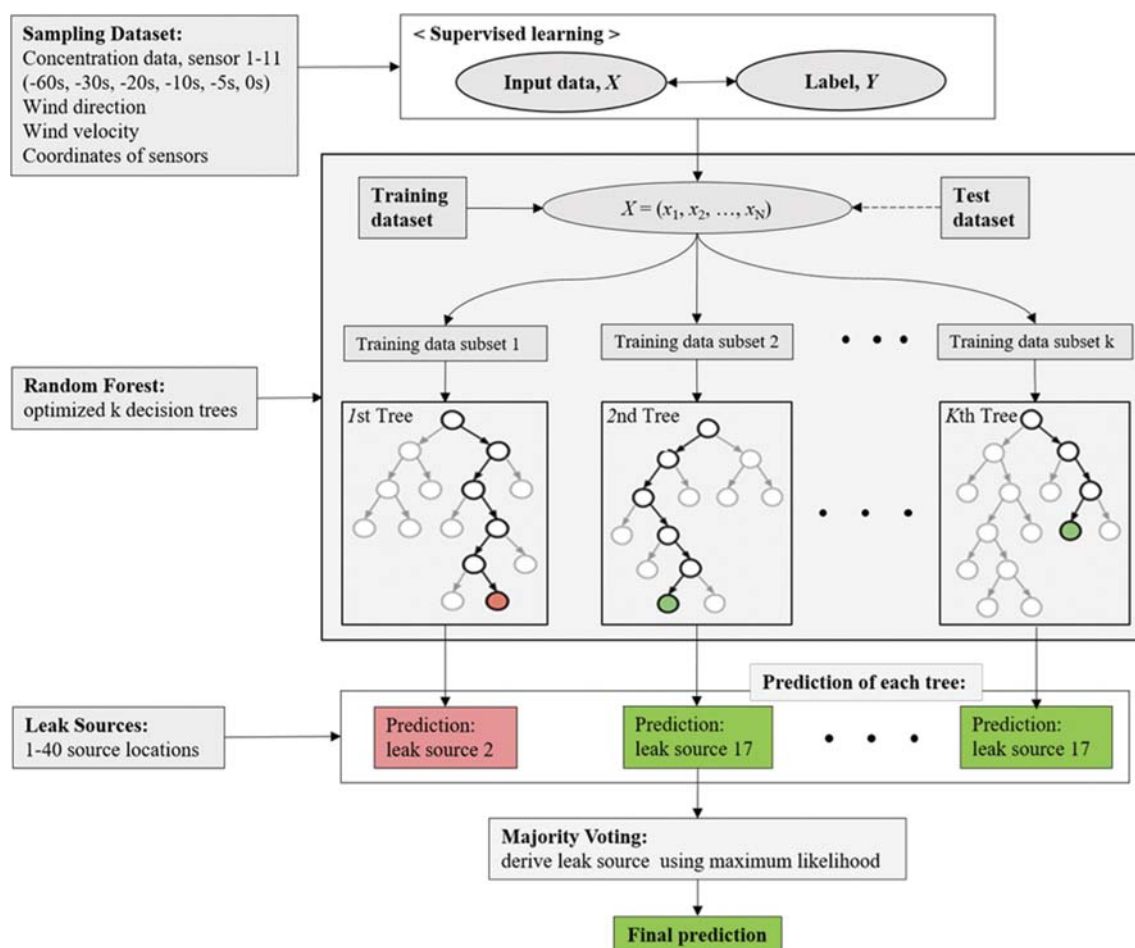 Sampling Dataset:
Concentration data, sensor 1-11
(-60s, -30s, -20s, -10s, -5s, 0s)
Wind direction
Wind velocity
Coordinates of sensors
< Supervised learning >
Input data, X
Label, Y
Training
dataset
X = (x1, x2, …, xN)
Test
dataset
Training data subset 1
Training data subset 2
Training data subset k
Random Forest:
optimized k decision trees
1st Tree
2nd Tree
Kth Tree
Prediction of each tree:
Leak Sources:
1-40 source locations
Prediction:
leak source 2
Prediction:
leak source 17
Prediction:
leak source 17
Majority Voting:
derive leak source using maximum likelihood
Final prediction